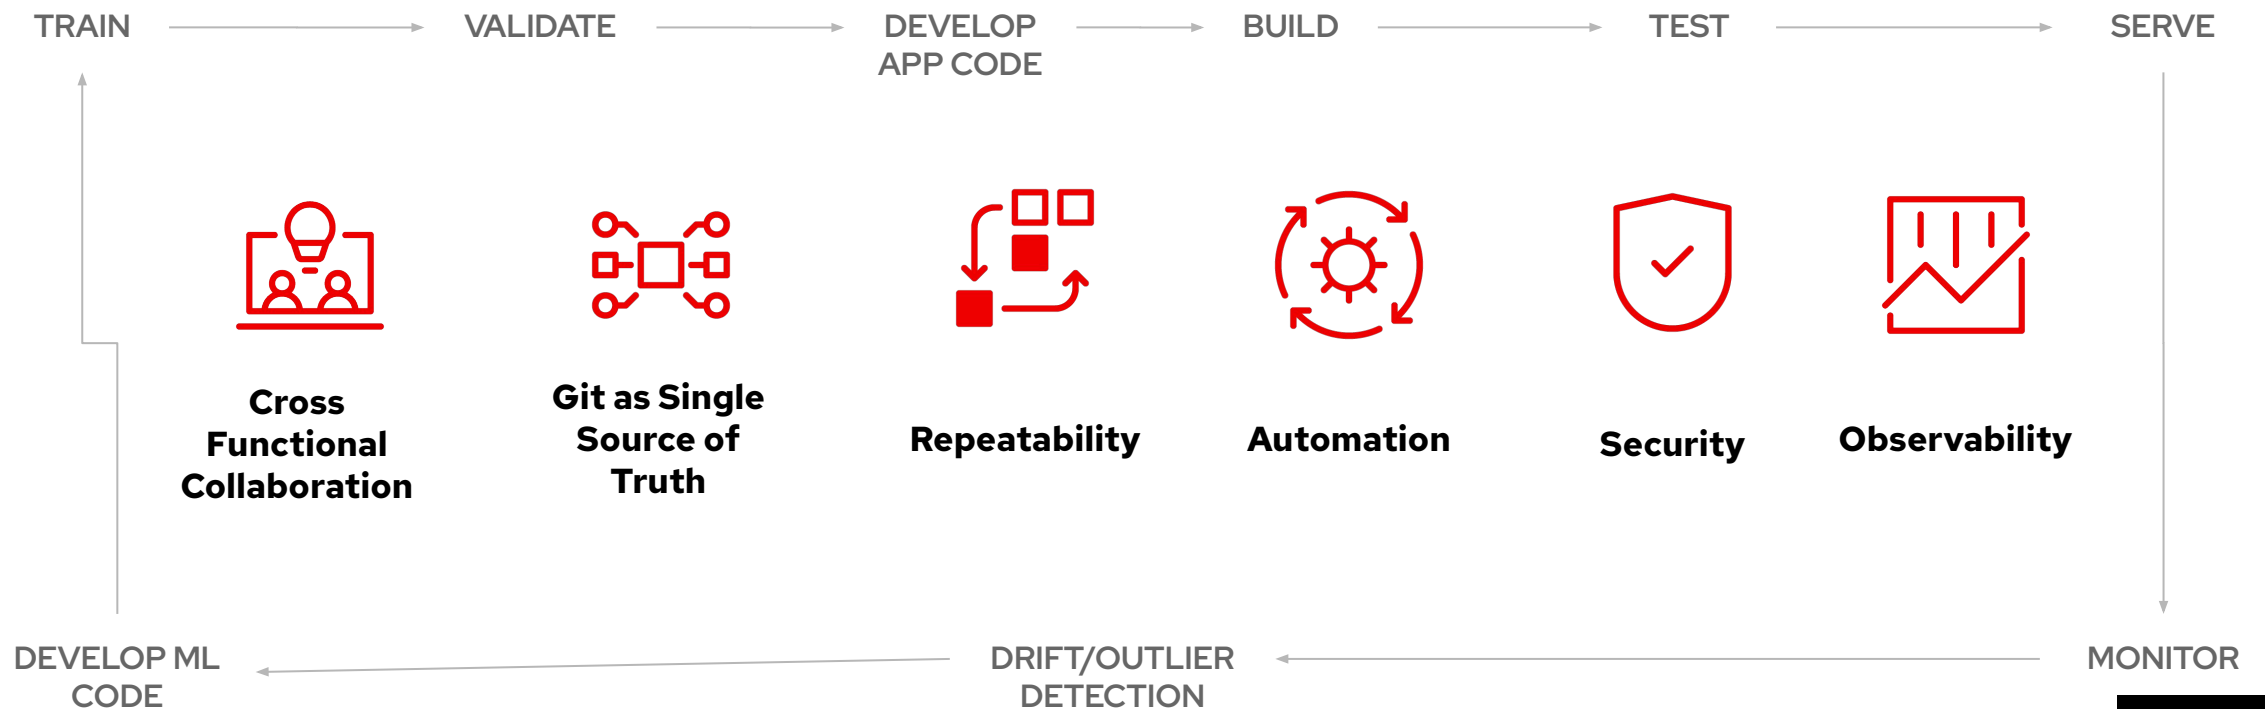 TRAIN
VALIDATE
DEVELOP
APP CODE
BUILD
TEST
SERVE
Cross
Functional
Collaboration
Git as Single
Source of
Truth
Repeatability
Automation
Security
Observability
DEVELOP ML
CODE
DRIFT/OUTLIER
DETECTION
MONITOR